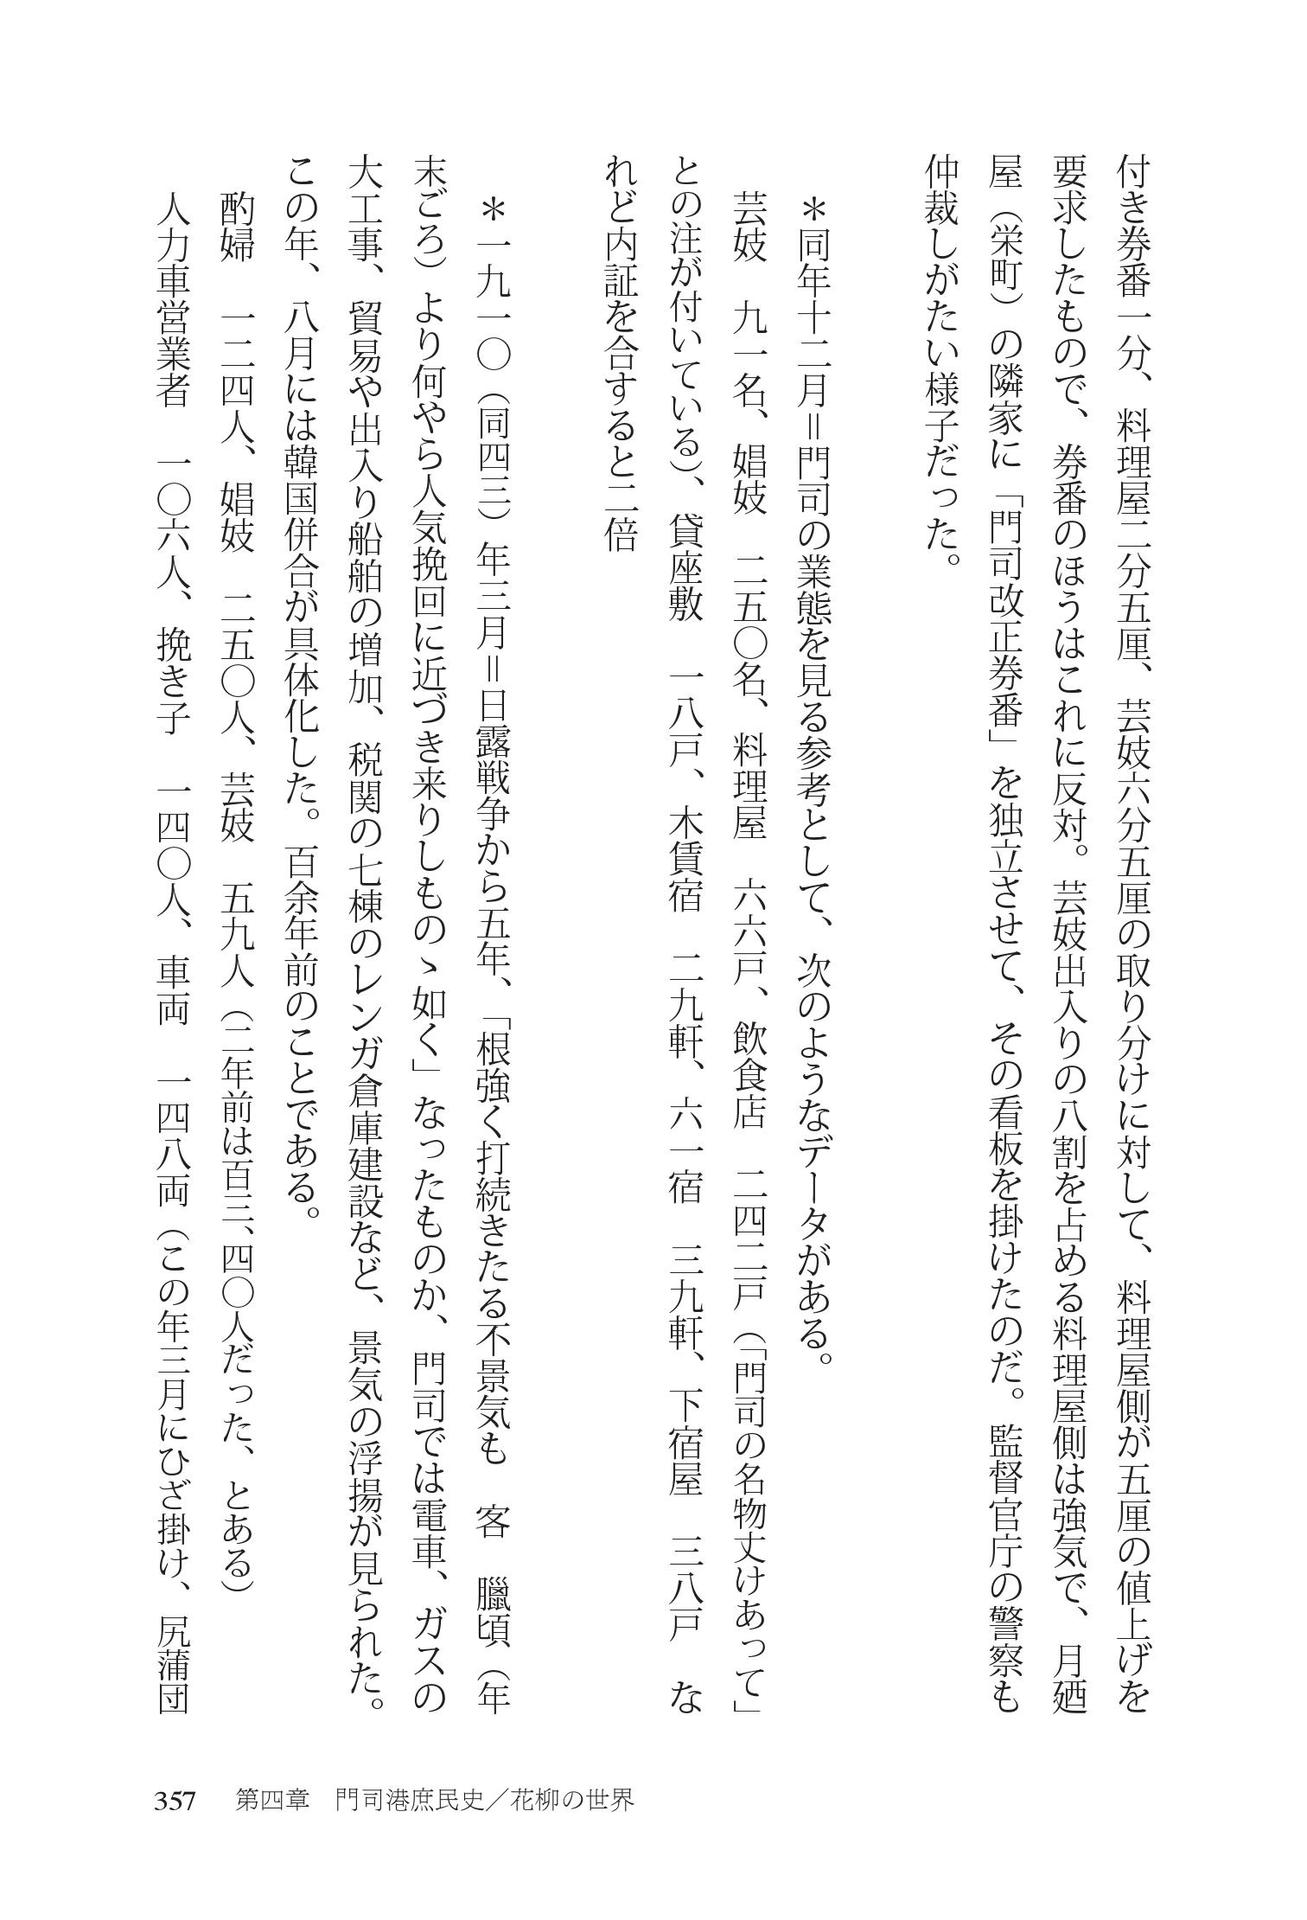 付き券番一分、料理屋二分五厘、芸妓六分五厘の取り分けに対して、料理屋側が五厘の値上げを
要求したもので、券番のほうはこれに反対。芸妓出入りの八割を占める料理屋側は強気で、月廼
屋（栄町）の隣家に「門司改正券番」を独立させて、その看板を掛けたのだ。監督官庁の警察も
仲裁しがたい様子だった。
＊同年十二月＝門司の業態を見る参考として、次のようなデータがある。
芸妓　九一名、娼妓　二五〇名、料理屋　六六戸、飲食店　二四二戸（「門司の名物丈けあって」
との注が付いている）、貸座敷　一八戸、木賃宿　二九軒、六一宿　三九軒、下宿屋　三八戸　な
れど内証を合すると二倍
＊一九一〇（同四三）年三月＝日露戦争から五年、「根強く打続きたる不景気も　客　臘頃（年
末ごろ）より何やら人気挽回に近づき来りしものゝ如く」なったものか、門司では電車、ガスの
大工事、貿易や出入り船舶の増加、税関の七棟のレンガ倉庫建設など、景気の浮揚が見られた。
この年、八月には韓国併合が具体化した。百余年前のことである。
酌婦　一二四人、娼妓　二五〇人、芸妓　五九人（二年前は百三、四〇人だった、とある）
人力車営業者　一〇六人、挽き子　一四〇人、車両　一四八両（この年三月にひざ掛け、尻蒲団
357　第四章　門司港庶民史／花柳の世界